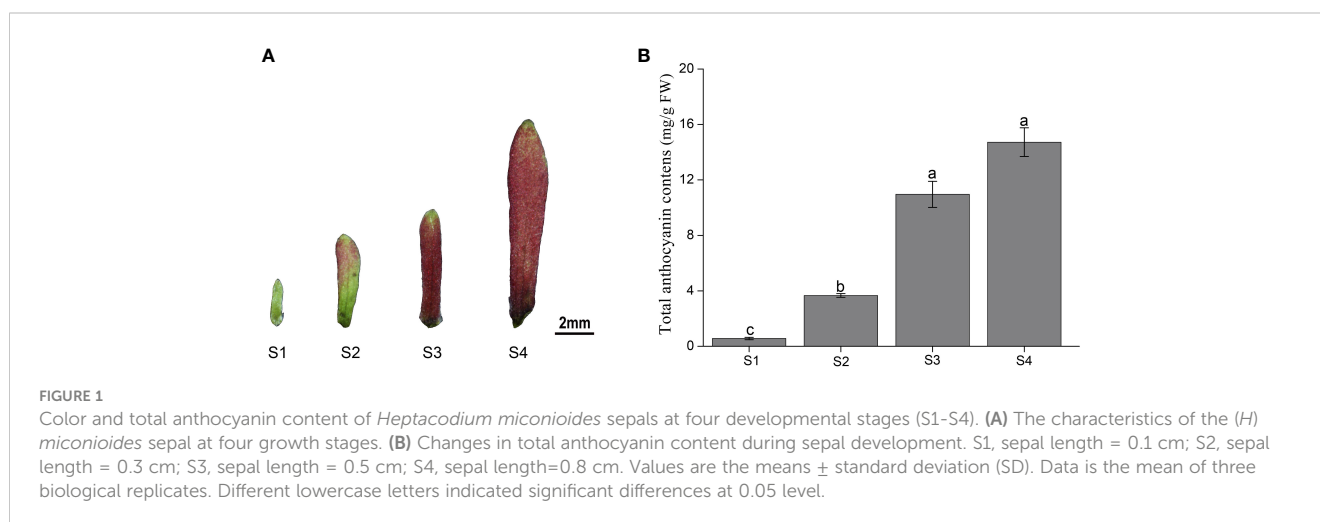 A
B
Total anthocyanin contens (mg/g FW)
20
16
12
8
4
0
c
b
a
a
S1
S2
S3
S4
2mm
S1
S2
S3
S4
FIGURE 1
Color and total anthocyanin content of Heptacodium miconioides sepals at four developmental stages (S1-S4). (A) The characteristics of the (H)
miconioides sepal at four growth stages. (B) Changes in total anthocyanin content during sepal development. S1, sepal length = 0.1 cm; S2, sepal
length = 0.3 cm; S3, sepal length = 0.5 cm; S4, sepal length=0.8 cm. Values are the means ± standard deviation (SD). Data is the mean of three
biological replicates. Different lowercase letters indicated significant differences at 0.05 level.